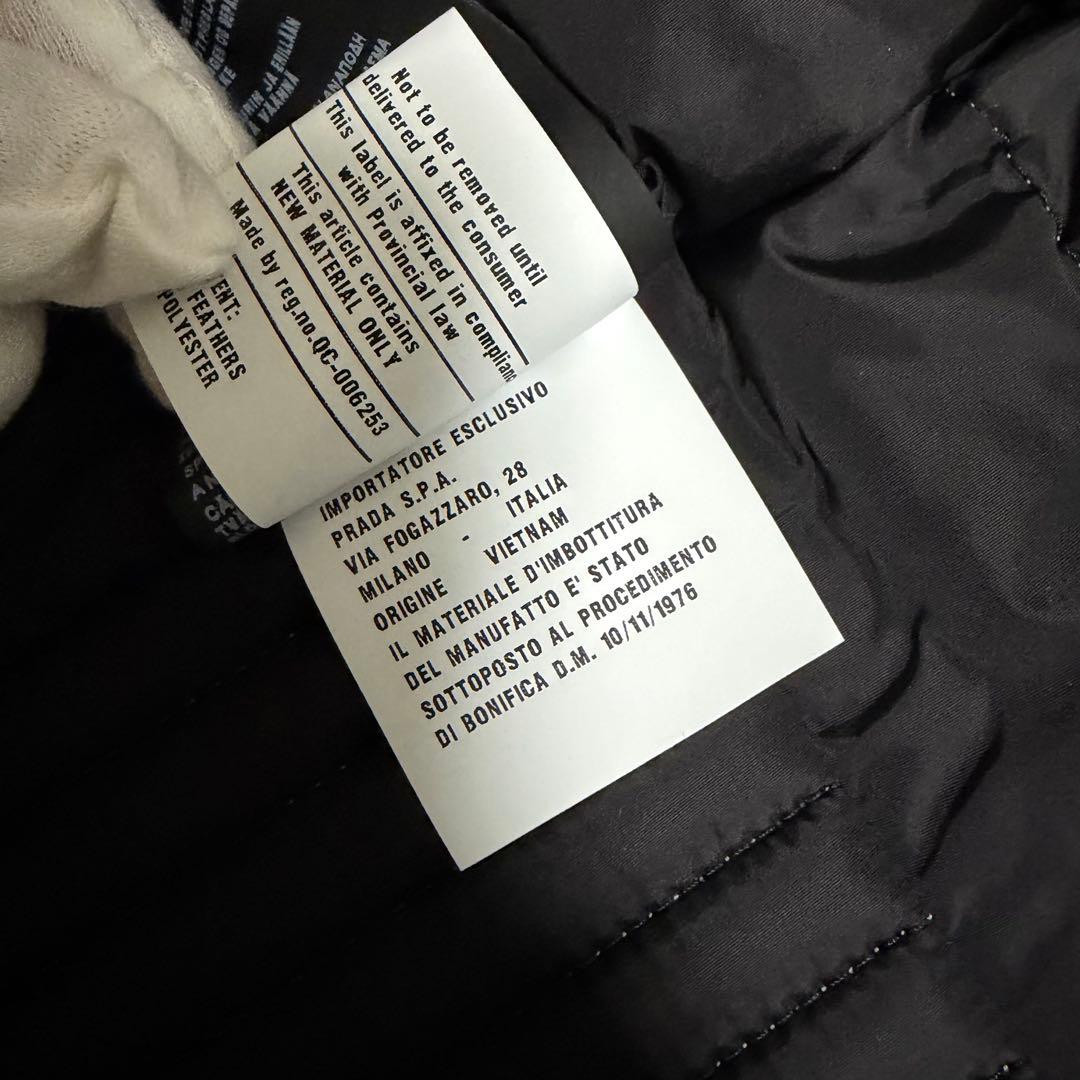 Not to be removed until
delivered to the consumer
This label is affixed in
with Provincial law
This article contains
NEW MATERIAL ONLY
Made by reg.no.QC-006253
FEATHERS
POLYESTER
IMPORTATORE ESCLUSIVO
PRADA S.P.A.
VIA FOGAZZARO, 28
MILANO - ITALIA
ORIGINE VIETNAM
IL MATERIALE D'IMBOTTITURA
DEL MANUFATTO E' STATO
SOTTOPOSTO AL PROCEDIMENTO
DI BONIFICA D.M. 10/11/1976